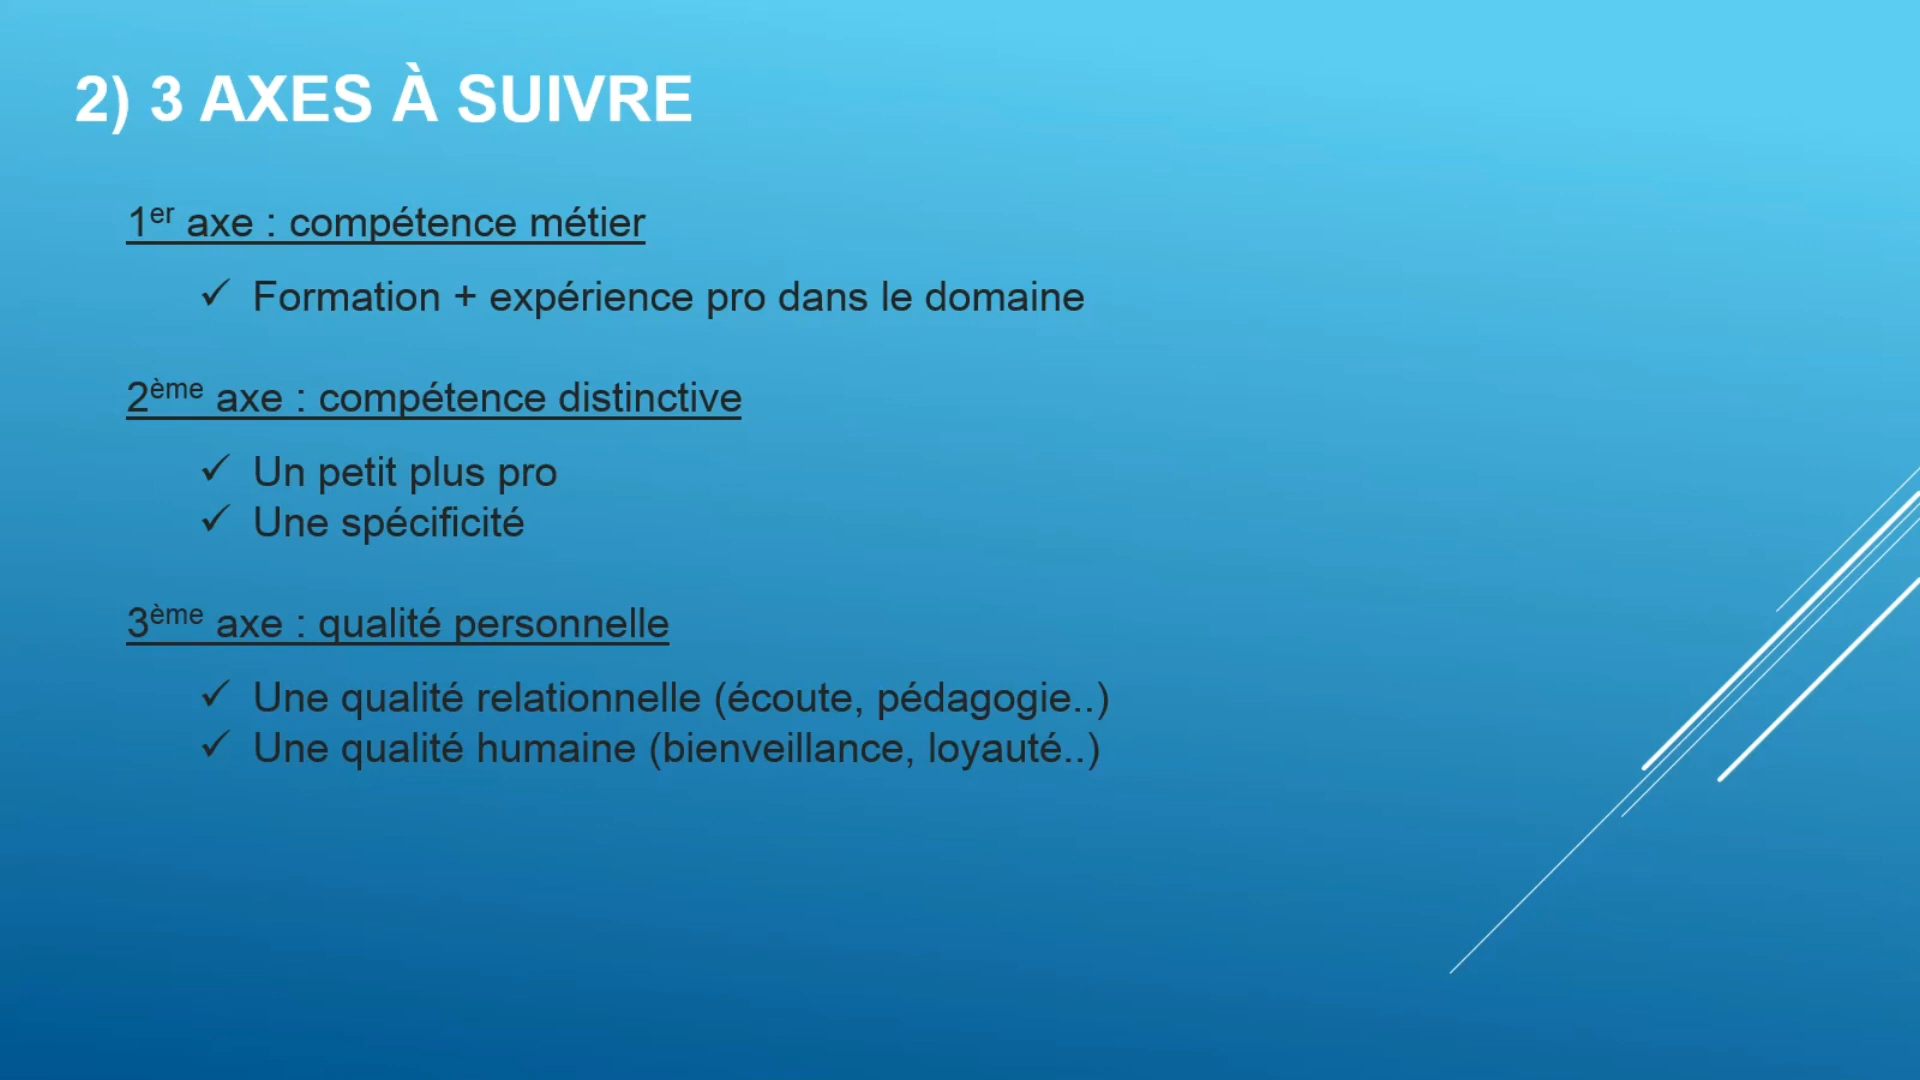 2) 3 AXES À SUIVRE
1er axe : compétence métier
✓ Formation + expérience pro dans le domaine
2ème axe : compétence distinctive
✓ Un petit plus pro
✓ Une spécificité
3ème axe : qualité personnelle
✓ Une qualité relationnelle (écoute, pédagogie..)
✓ Une qualité humaine (bienveillance, loyauté..)